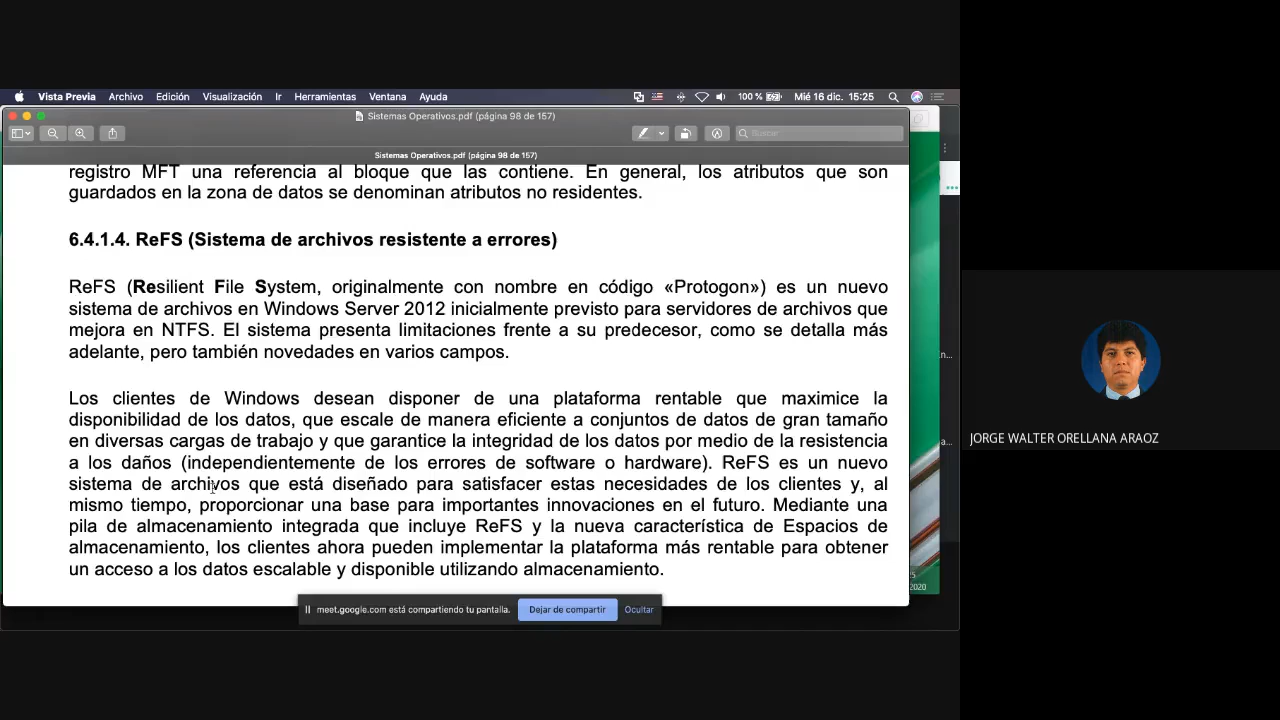 Vista Previa Archivo Edición Visualización Ir Herramientas Ventana Ayuda 100 % Mié 16 dic. 15:25
Sistemas Operativos.pdf (página 98 de 157)
Buscar
Sistemas Operativos.pdf (página 98 de 157)
registro MFT una referencia al bloque que las contiene. En general, los atributos que son
guardados en la zona de datos se denominan atributos no residentes.
6.4.1.4. ReFS (Sistema de archivos resistente a errores)
ReFS (Resilient File System, originalmente con nombre en código «Protogon») es un nuevo
sistema de archivos en Windows Server 2012 inicialmente previsto para servidores de archivos que
mejora en NTFS. El sistema presenta limitaciones frente a su predecesor, como se detalla más
adelante, pero también novedades en varios campos.
Los clientes de Windows desean disponer de una plataforma rentable que maximice la
disponibilidad de los datos, que escale de manera eficiente a conjuntos de datos de gran tamaño
en diversas cargas de trabajo y que garantice la integridad de los datos por medio de la resistencia
a los daños (independientemente de los errores de software o hardware). ReFS es un nuevo
sistema de archivos que está diseñado para satisfacer estas necesidades de los clientes y, al
mismo tiempo, proporcionar una base para importantes innovaciones en el futuro. Mediante una
pila de almacenamiento integrada que incluye ReFS y la nueva característica de Espacios de
almacenamiento, los clientes ahora pueden implementar la plataforma más rentable para obtener
un acceso a los datos escalable y disponible utilizando almacenamiento.
meet.google.com está compartiendo tu pantalla. Dejar de compartir Ocultar
n...
a...
2020
JORGE WALTER ORELLANA ARAOZ